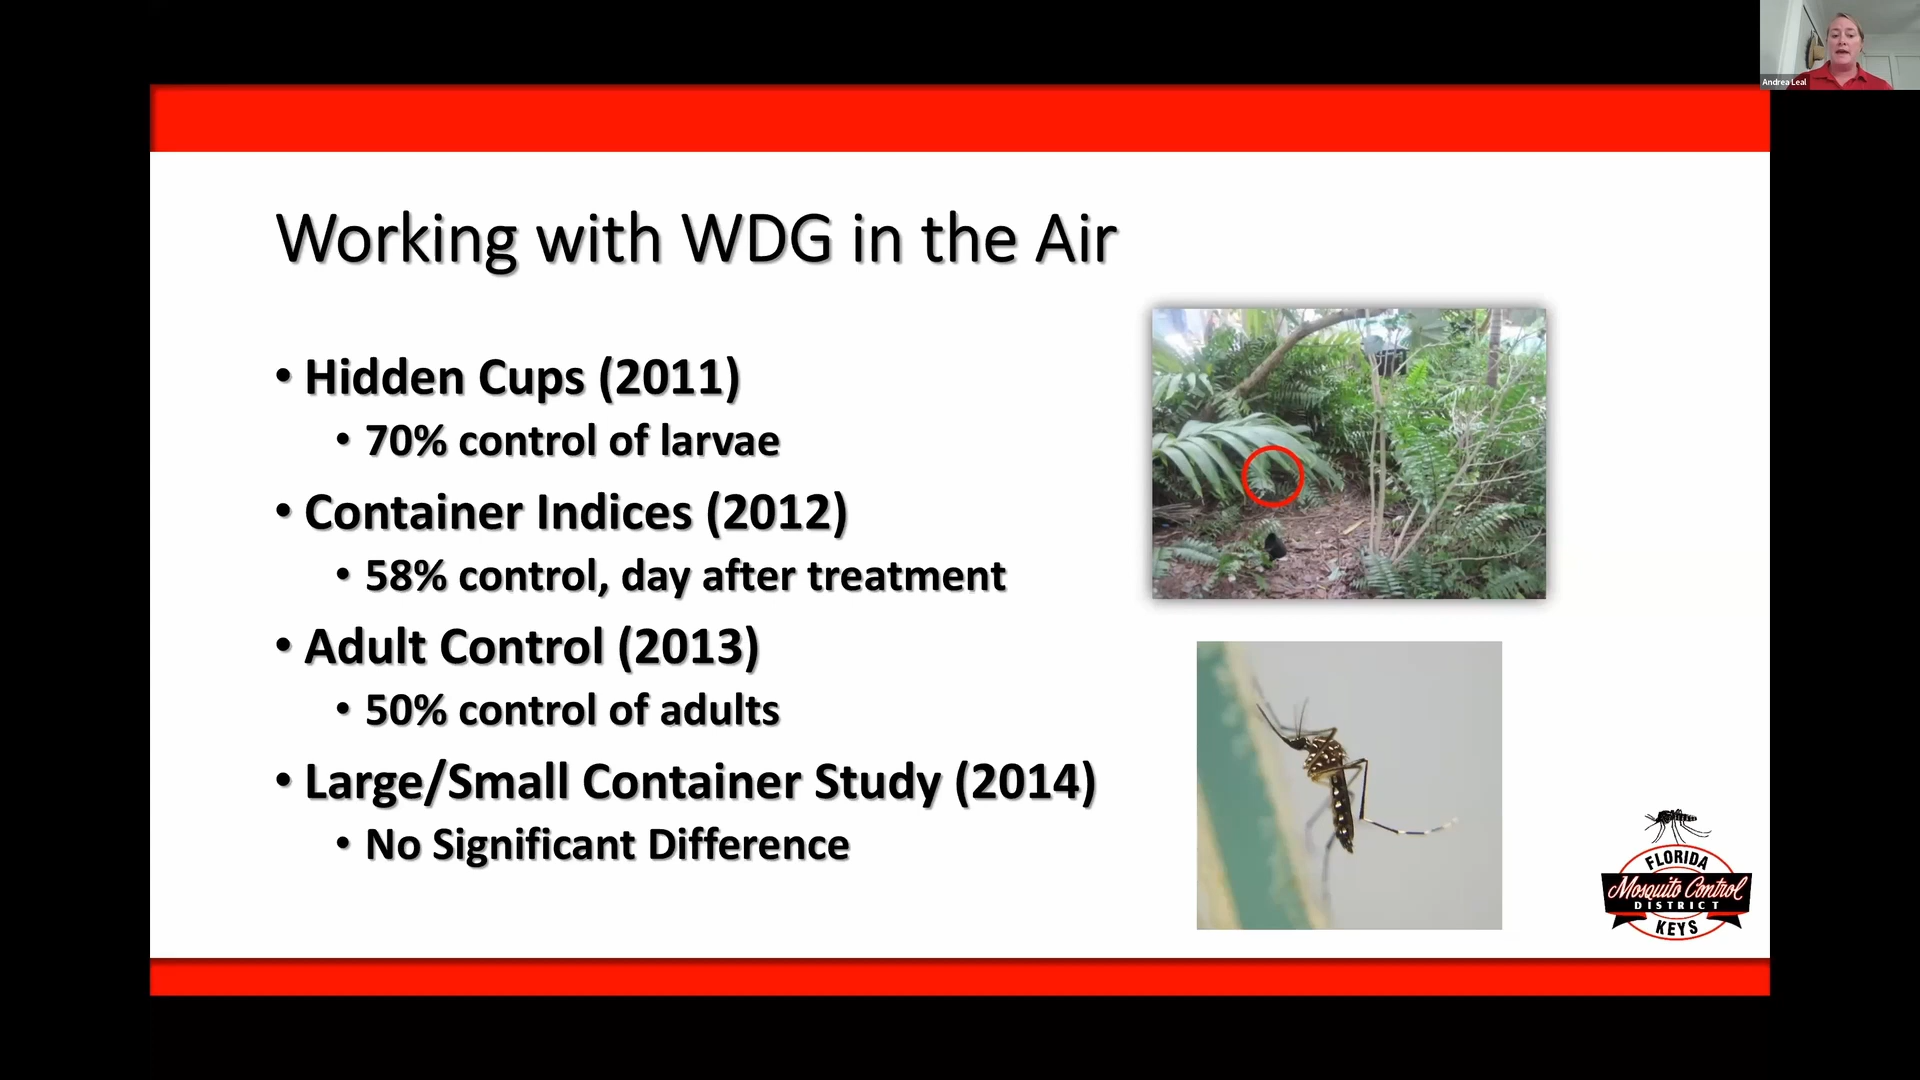 Andrea Leal
Working with WDG in the Air
• Hidden Cups (2011)
• 70% control of larvae
• Container Indices (2012)
• 58% control, day after treatment
• Adult Control (2013)
• 50% control of adults
• Large/Small Container Study (2014)
• No Significant Difference
FLORIDA
Mosquito Control
DISTRICT
KEYS